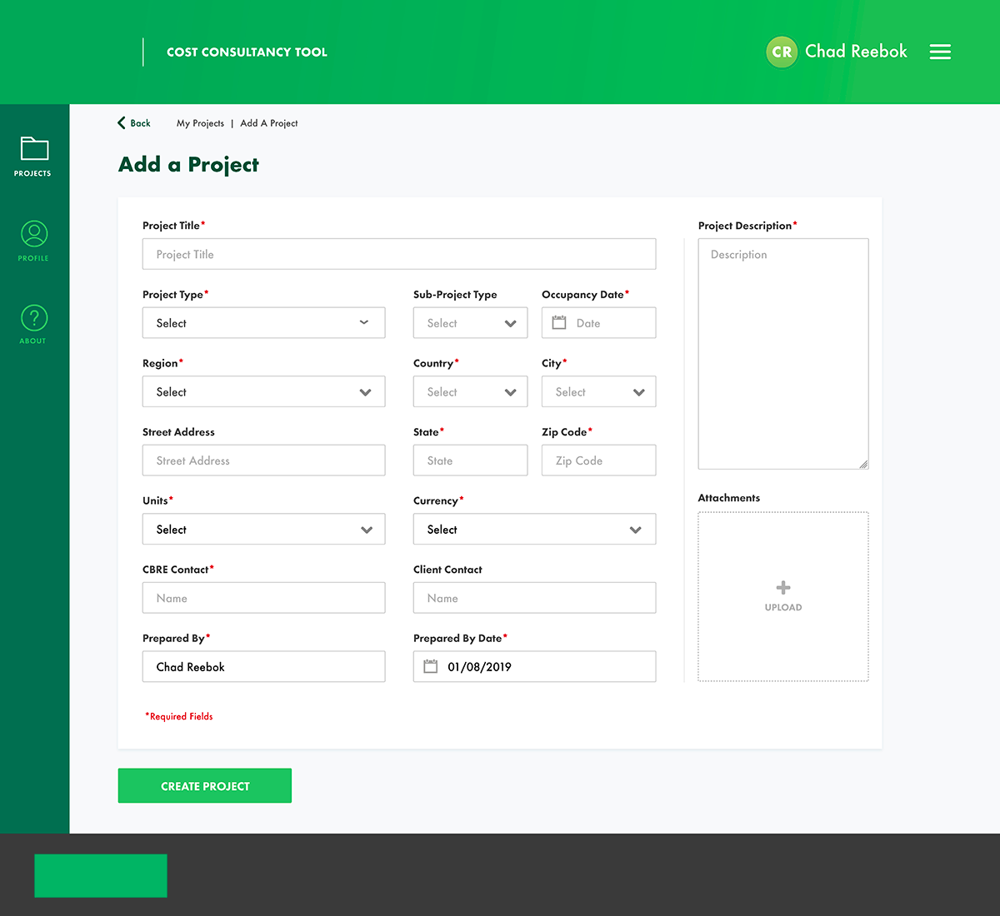 COST CONSULTANCY TOOL
CR Chad Reebok
Back My Projects | Add A Project
PROJECTS
PROFILE
ABOUT
Add a Project
Project Title*
Project Title
Project Type* Sub-Project Type Occupancy Date*
Select Select Date
Region* Country* City*
Select Select Select
Street Address State* Zip Code*
Street Address State Zip Code
Units* Currency*
Select Select
CBRE Contact* Client Contact
Name Name
Prepared By* Prepared By Date*
Chad Reebok 01/08/2019
*Required Fields
Project Description*
Description
Attachments
UPLOAD
CREATE PROJECT